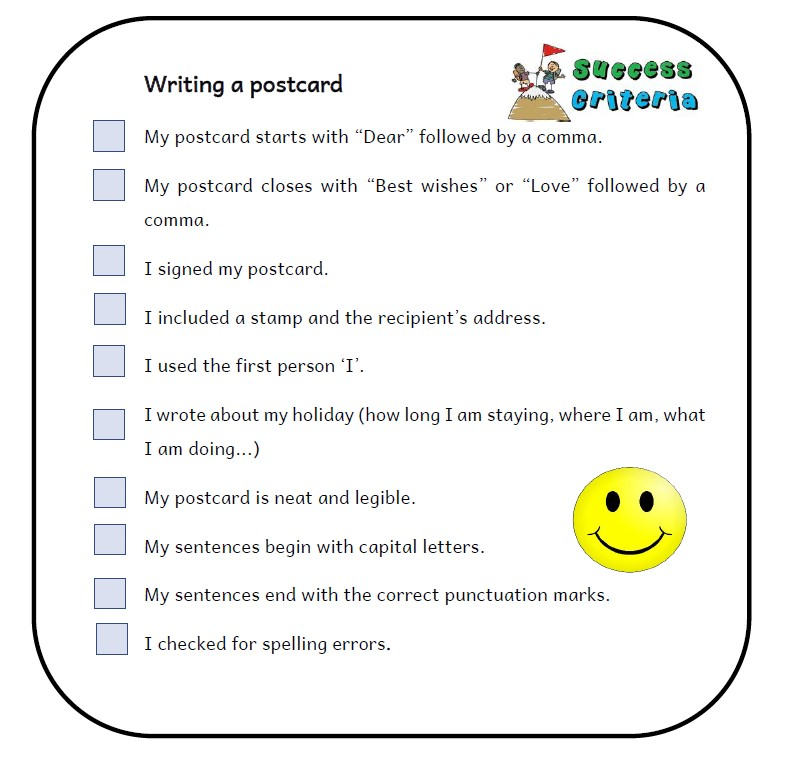 Writing a postcard
Success
Criteria
My postcard starts with “Dear” followed by a comma.
My postcard closes with “Best wishes” or “Love” followed by a
comma.
I signed my postcard.
I included a stamp and the recipient’s address.
I used the first person ‘I’.
I wrote about my holiday (how long I am staying, where I am, what
I am doing…)
My postcard is neat and legible.
My sentences begin with capital letters.
My sentences end with the correct punctuation marks.
I checked for spelling errors.